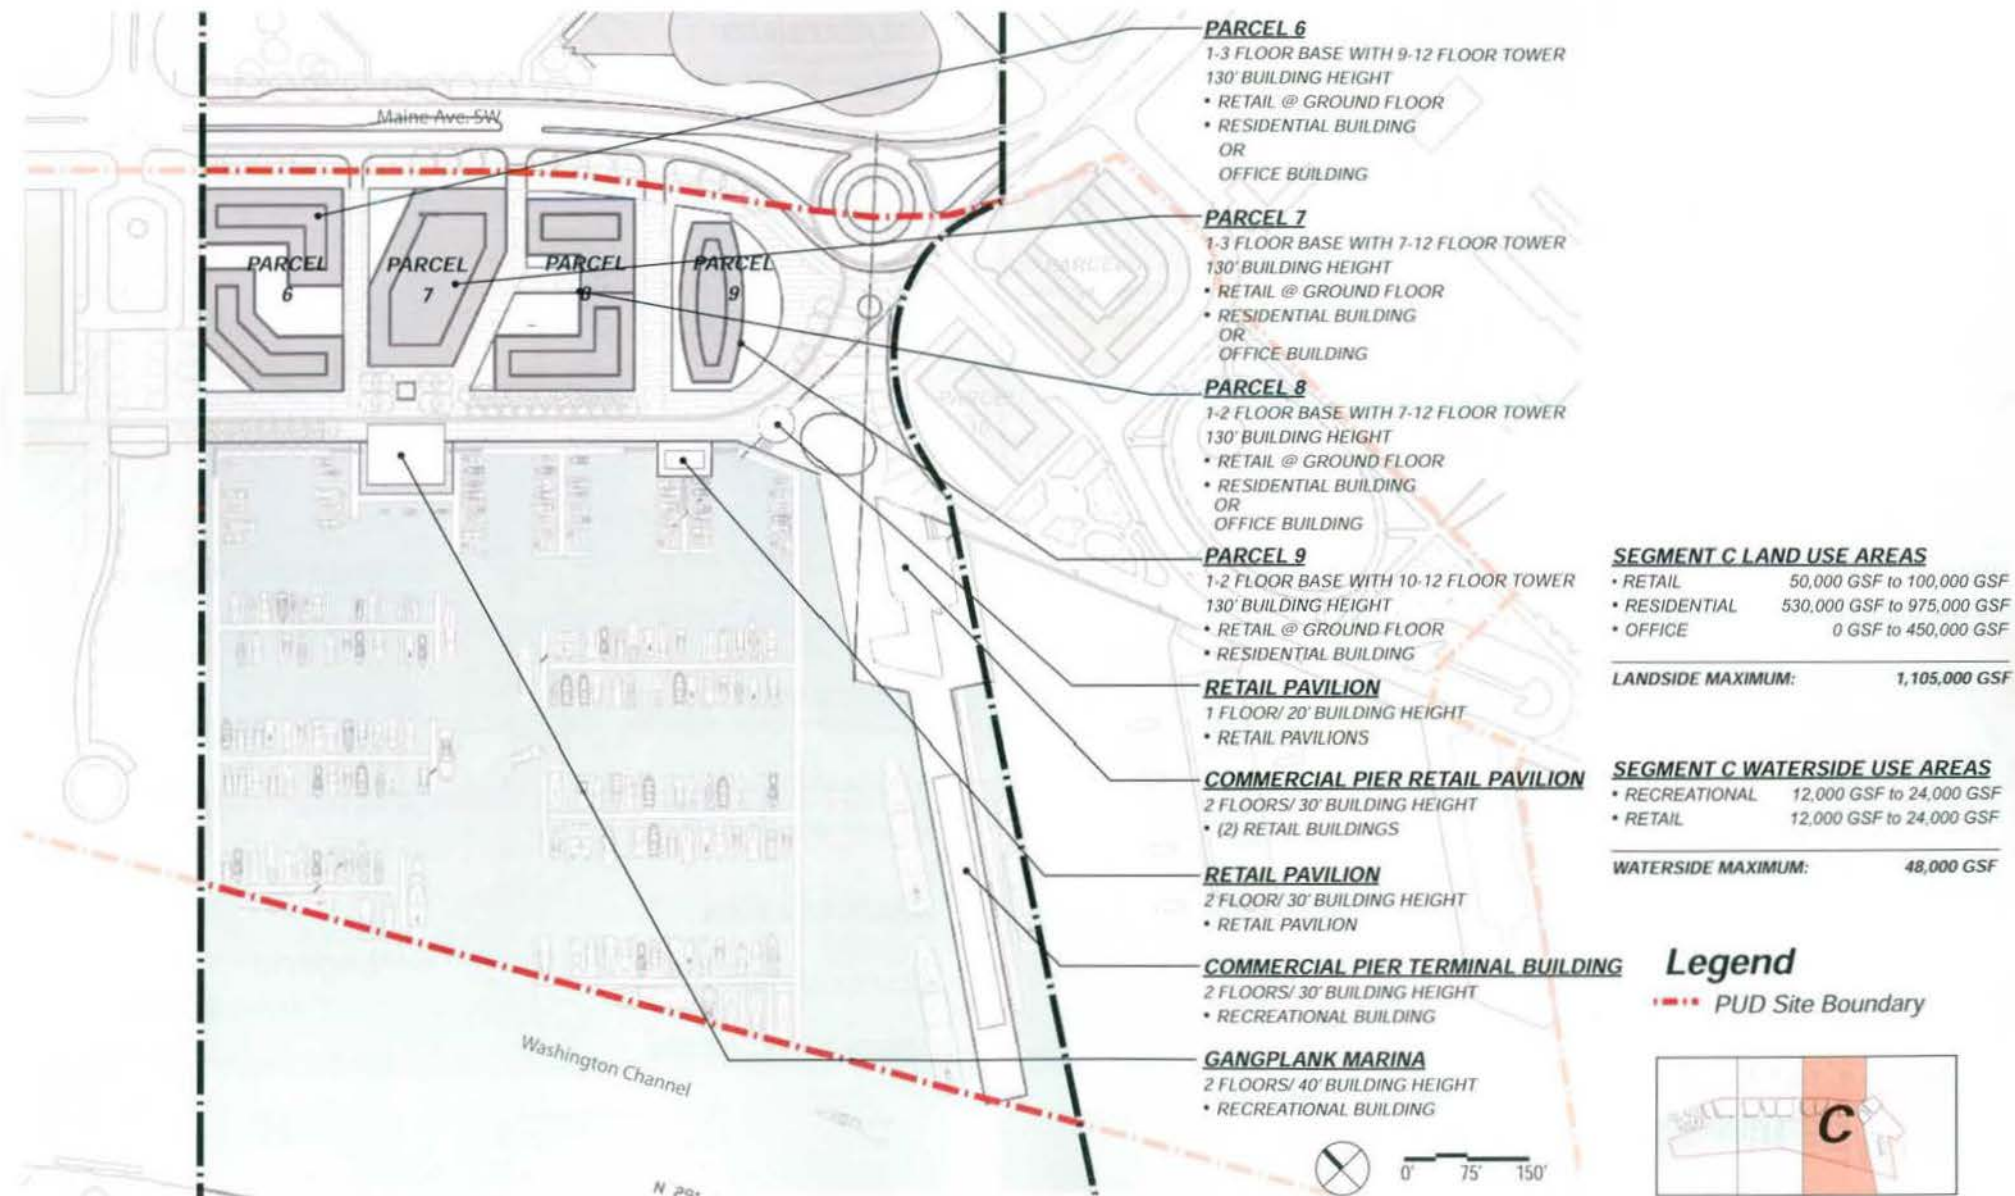 PARCEL 6
1-3 FLOOR BASE WITH 9-12 FLOOR TOWER
130' BUILDING HEIGHT
• RETAIL @ GROUND FLOOR
• RESIDENTIAL BUILDING
OR
OFFICE BUILDING
PARCEL 7
1-3 FLOOR BASE WITH 7-12 FLOOR TOWER
130' BUILDING HEIGHT
• RETAIL @ GROUND FLOOR
• RESIDENTIAL BUILDING
OR
OFFICE BUILDING
PARCEL 8
1-2 FLOOR BASE WITH 7-12 FLOOR TOWER
130' BUILDING HEIGHT
• RETAIL @ GROUND FLOOR
• RESIDENTIAL BUILDING
OR
OFFICE BUILDING
PARCEL 9
1-2 FLOOR BASE WITH 10-12 FLOOR TOWER
130' BUILDING HEIGHT
• RETAIL @ GROUND FLOOR
• RESIDENTIAL BUILDING
RETAIL PAVILION
1 FLOOR/ 20' BUILDING HEIGHT
• RETAIL PAVILIONS
COMMERCIAL PIER RETAIL PAVILION
2 FLOORS/ 30' BUILDING HEIGHT
• (2) RETAIL BUILDINGS
RETAIL PAVILION
2 FLOOR/ 30' BUILDING HEIGHT
• RETAIL PAVILION
COMMERCIAL PIER TERMINAL BUILDING
2 FLOORS/ 30' BUILDING HEIGHT
• RECREATIONAL BUILDING
GANGPLANK MARINA
2 FLOORS/ 40' BUILDING HEIGHT
• RECREATIONAL BUILDING
Maine Ave. SW
PARCEL
6
PARCEL
7
PARCEL
8
PARCEL
9
PARCEL
PARCEL
10
Washington Channel
SEGMENT C LAND USE AREAS
• RETAIL 50,000 GSF to 100,000 GSF
• RESIDENTIAL 530,000 GSF to 975,000 GSF
• OFFICE 0 GSF to 450,000 GSF
LANDSIDE MAXIMUM: 1,105,000 GSF
SEGMENT C WATERSIDE USE AREAS
• RECREATIONAL 12,000 GSF to 24,000 GSF
• RETAIL 12,000 GSF to 24,000 GSF
WATERSIDE MAXIMUM: 48,000 GSF
Legend
PUD Site Boundary
C
0' 75' 150'